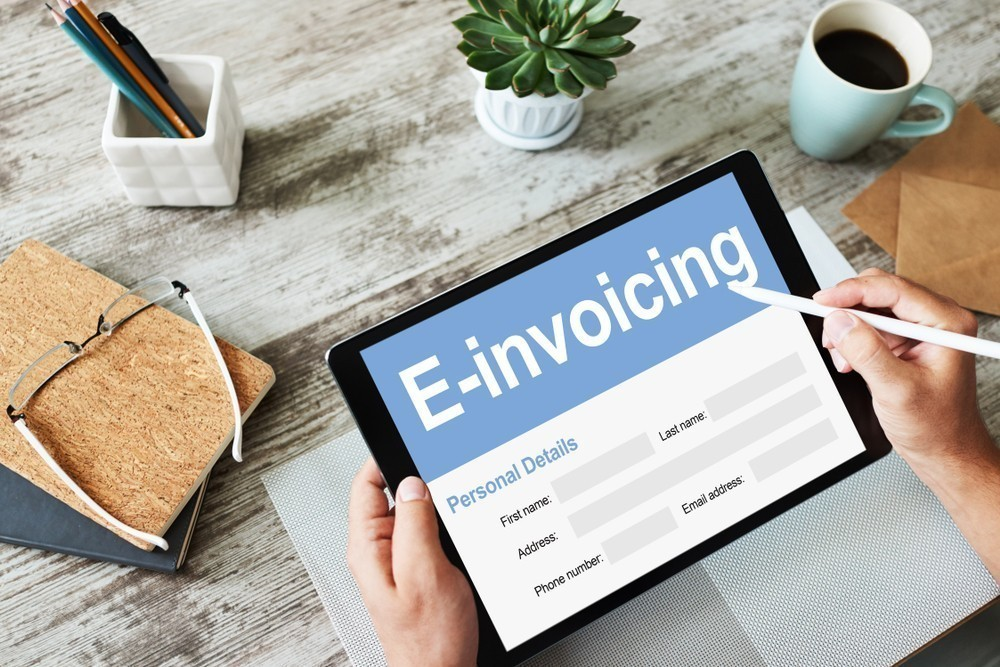 E-invoicing
Personal Details
First name: Last name:
Address:
Phone number: Email address: